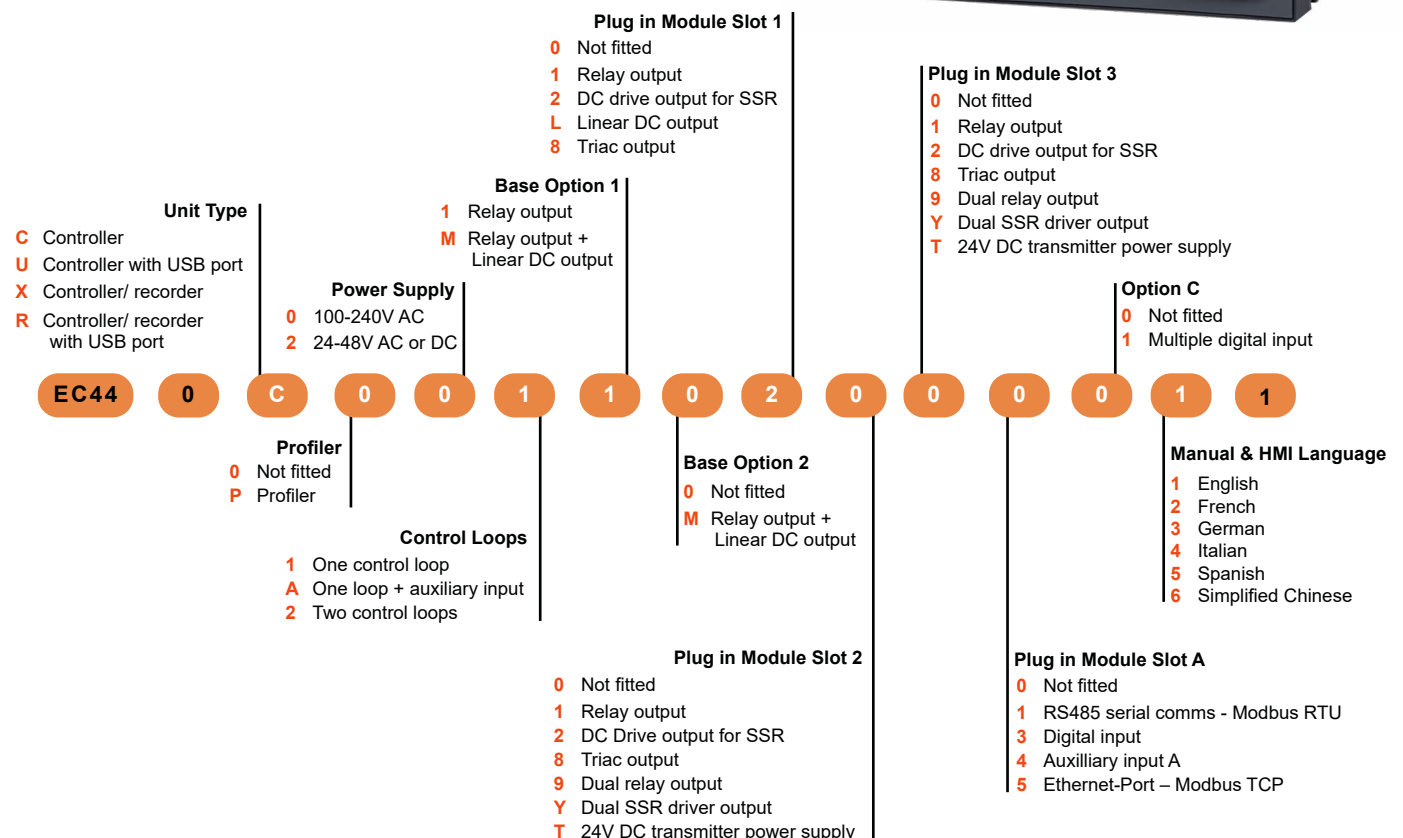 Plug in Module Slot 1
0 Not fitted
1 Relay output
2 DC drive output for SSR
L Linear DC output
8 Triac output
Plug in Module Slot 3
0 Not fitted
1 Relay output
2 DC drive output for SSR
8 Triac output
9 Dual relay output
Y Dual SSR driver output
T 24V DC transmitter power supply
Base Option 1
1 Relay output
M Relay output +
Linear DC output
Unit Type
C Controller
U Controller with USB port
X Controller/ recorder
R Controller/ recorder
with USB port
Power Supply
0 100-240V AC
2 24-48V AC or DC
Option C
0 Not fitted
1 Multiple digital input
EC44 0 C 0 0 1 1 0 2 0 0 0 0 1 1
Profiler
0 Not fitted
P Profiler
Control Loops
1 One control loop
A One loop + auxiliary input
2 Two control loops
Base Option 2
0 Not fitted
M Relay output +
Linear DC output
Manual & HMI Language
1 English
2 French
3 German
4 Italian
5 Spanish
6 Simplified Chinese
Plug in Module Slot 2
0 Not fitted
1 Relay output
2 DC Drive output for SSR
8 Triac output
9 Dual relay output
Y Dual SSR driver output
T 24V DC transmitter power supply
Plug in Module Slot A
0 Not fitted
1 RS485 serial comms - Modbus RTU
3 Digital input
4 Auxilliary input A
5 Ethernet-Port – Modbus TCP